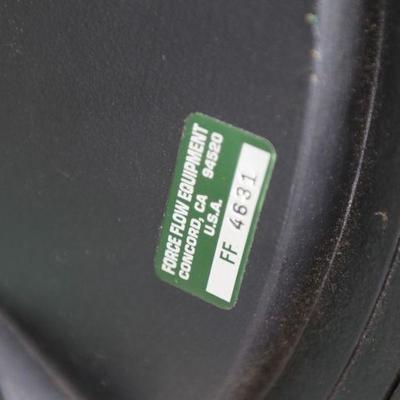 FORCE FLOW EQUIPMENT
CONCORD, CA 94520
U.S.A.
FF 4631